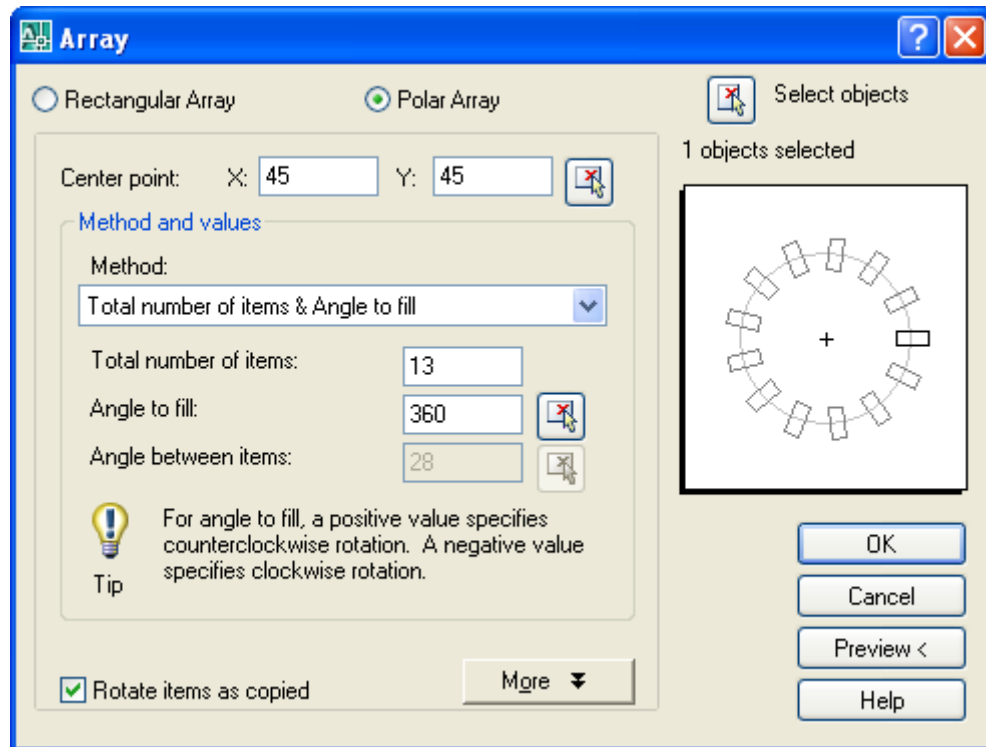 Array
Rectangular Array
Polar Array
Select objects
1 objects selected
Center point: X: 45 Y: 45
Method and values
Method:
Total number of items & Angle to fill
Total number of items: 13
Angle to fill: 360
Angle between items: 28
For angle to fill, a positive value specifies
counterclockwise rotation. A negative value
specifies clockwise rotation.
Tip
OK
Cancel
Preview <
Help
Rotate items as copied
More